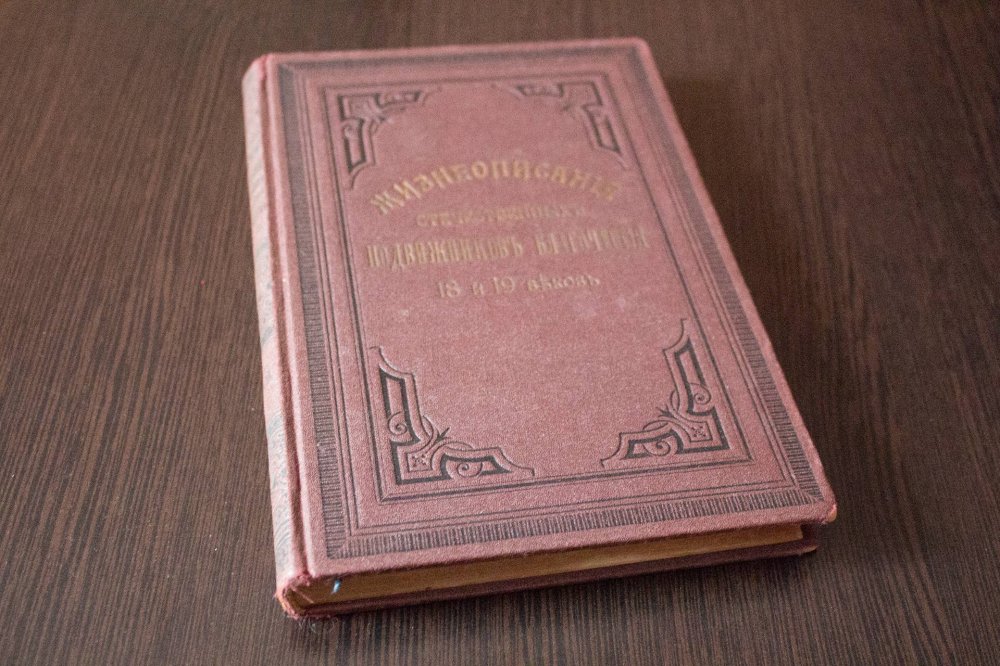 ЖИЗНЕОПИСАНІЯ
ОТЕЧЕСТВЕННЫХЪ
ПОДВИЖНИКОВЪ БЛАГОЧЕСТІЯ
18 и 19 вѣковъ